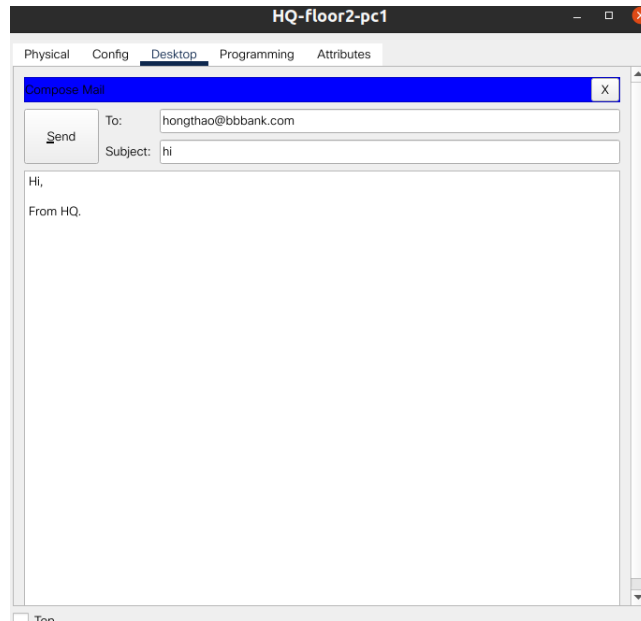 HQ-floor2-pc1
Physical Config Desktop Programming Attributes
Compose Mail X
Send
To: hongthao@bbbank.com
Subject: hi
Hi,
From HQ.
Top